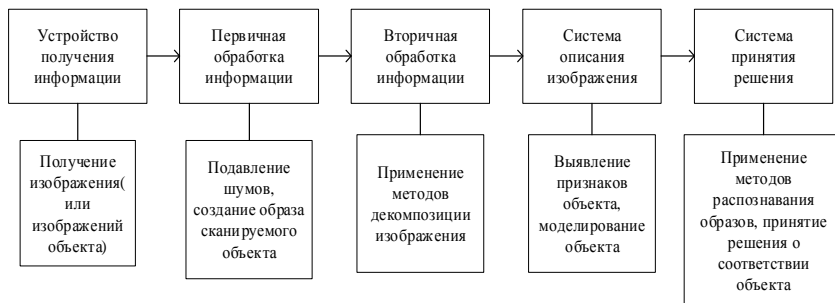 Устройство
получения
информации
Первичная
обработка
информации
Вторичная
обработка
информации
Система
описания
изображения
Система
принятия
решения
Получение
изображения(
или
изображений
объекта)
Подавление
шумов,
создание образа
сканируемого
объекта
Применение
методов
декомпозиции
изображения
Выявление
признаков
объекта,
моделирование
объекта
Применение
методов
распознавания
образов, принятие
решения о
соответствии
объекта